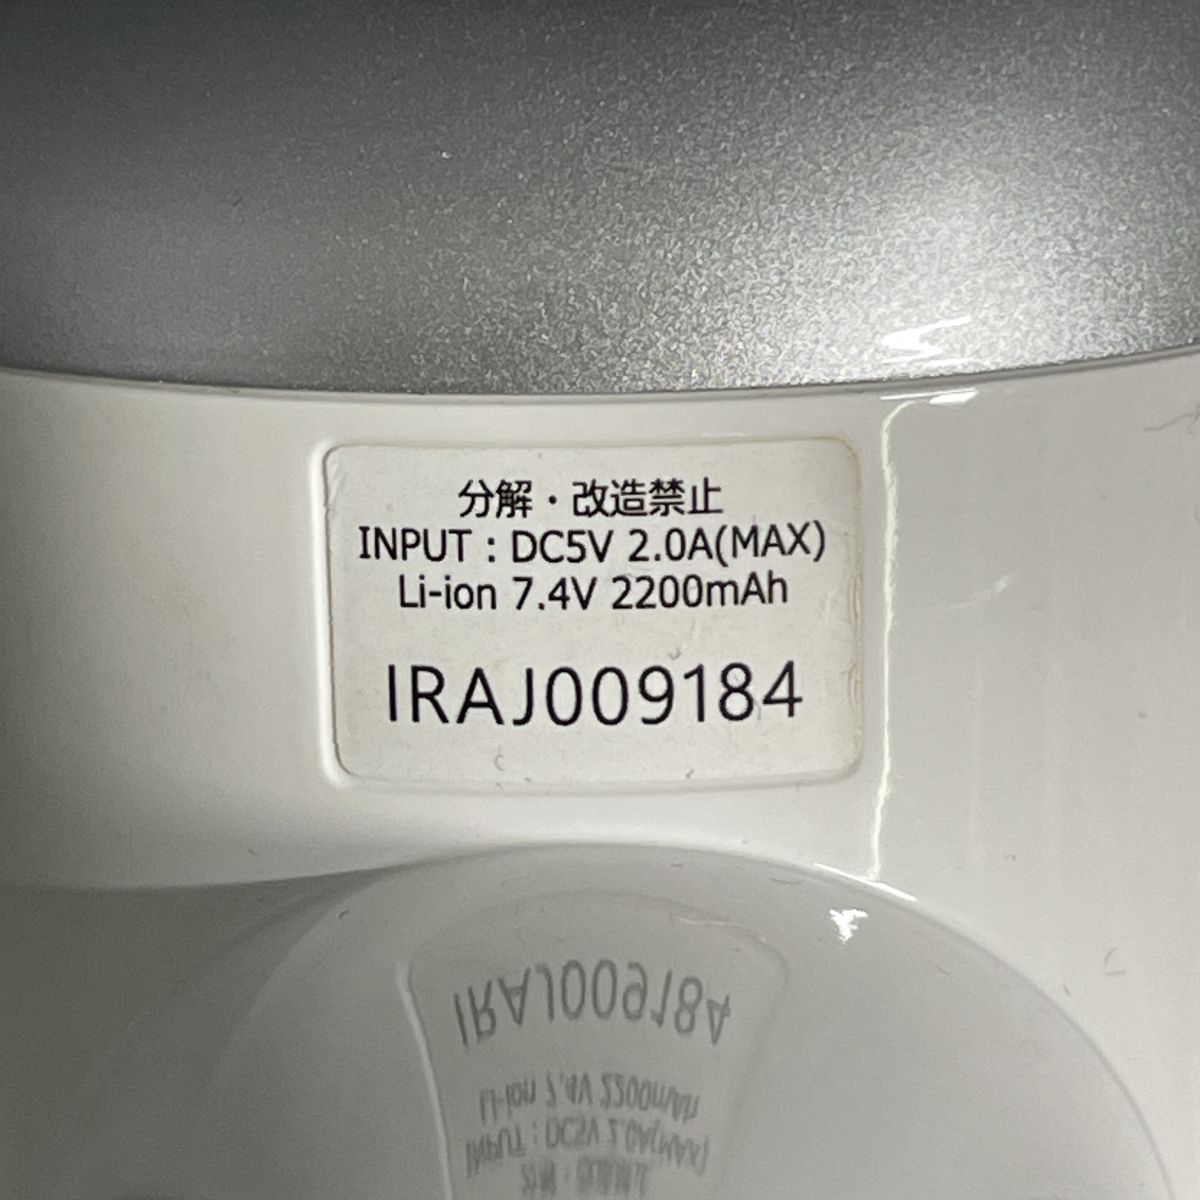 分解・改造禁止
INPUT : DC5V 2.0A(MAX)
Li-ion 7.4V 2200mAh
IRAJ009184